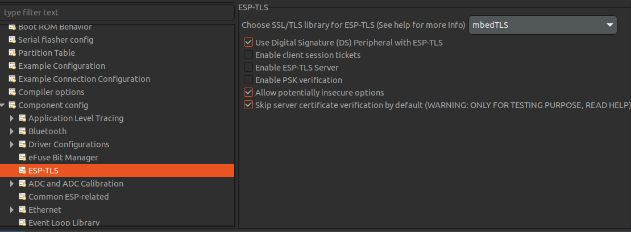 type filter text
Boot ROM Behavior
Serial flasher config
Partition Table
Example Configuration
Example Connection Configuration
Compiler options
Component config
Application Level Tracing
Bluetooth
Driver Configurations
eFuse Bit Manager
ESP-TLS
ADC and ADC Calibration
Common ESP-related
Ethernet
Event Loop Library
ESP-TLS
Choose SSL/TLS library for ESP-TLS (See help for more Info) mbedTLS
Use Digital Signature (DS) Peripheral with ESP-TLS
Enable client session tickets
Enable ESP-TLS Server
Enable PSK verification
Allow potentially insecure options
Skip server certificate verification by default (WARNING: ONLY FOR TESTING PURPOSE, READ HELP)